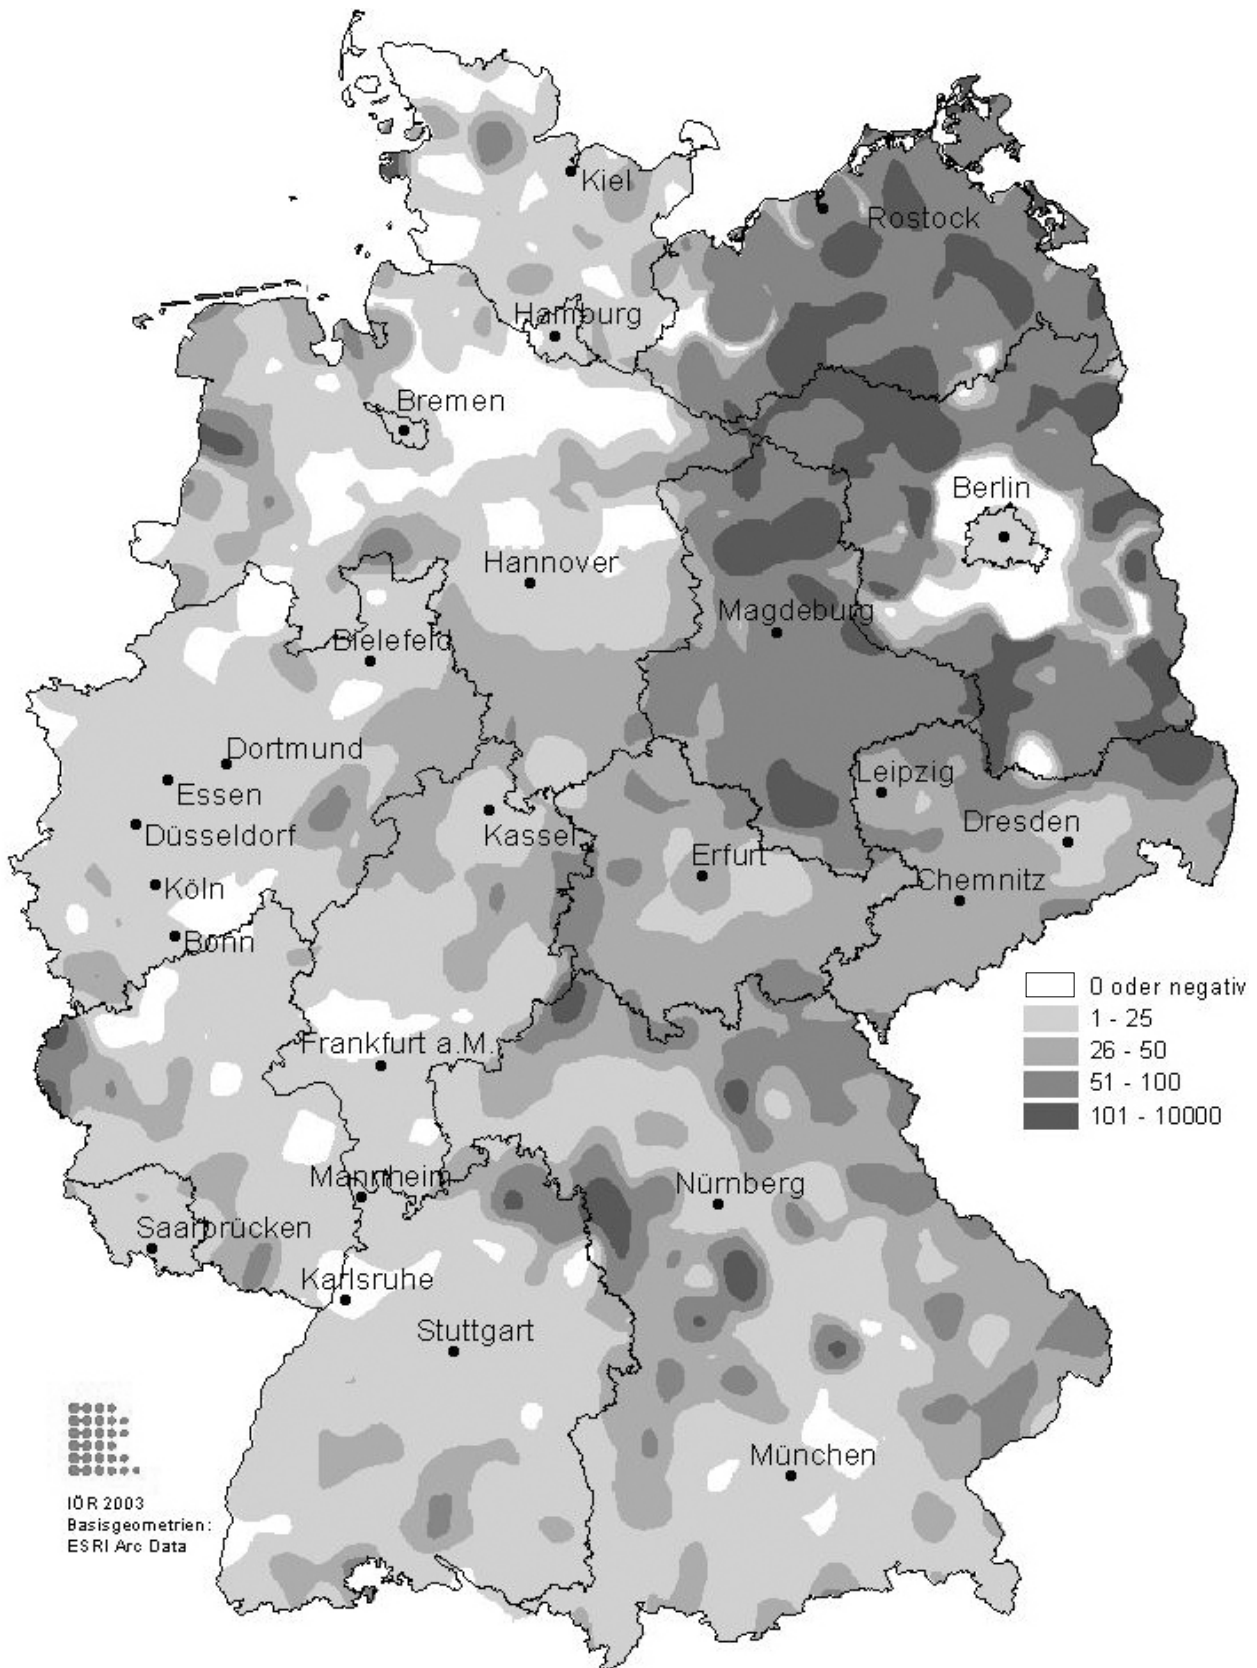 Kiel
Rostock
Hamburg
Bremen
Berlin
Hannover
Magdeburg
Bielefeld
Dortmund
Leipzig
Essen
Düsseldorf
Kassel
Dresden
Erfurt
Köln
Chemnitz
Bonn
0 oder negativ
1 - 25
Frankfurt a.M.
26 - 50
51 - 100
101 - 10000
Mannheim
Nürnberg
Saarbrücken
Karlsruhe
Stuttgart
München
IÖR 2003
Basisgeometrien:
ESRI Arc Data